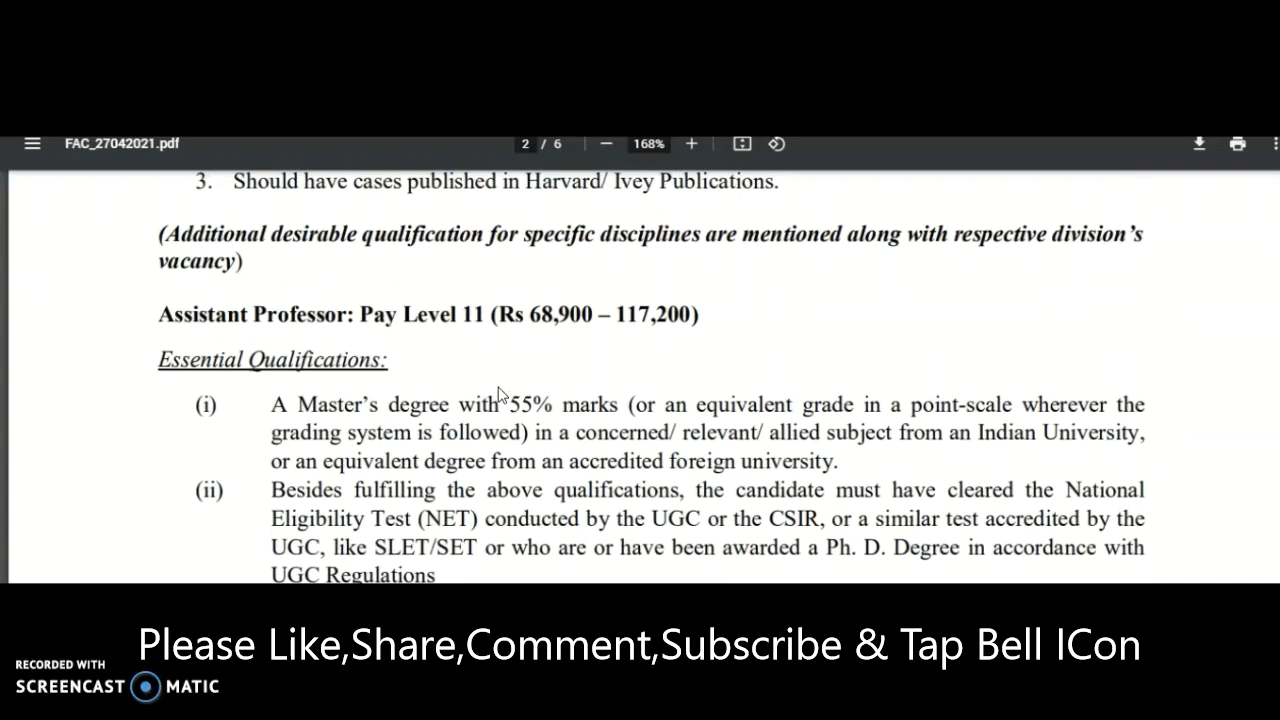 FAC_27042021.pdf
2 / 6
168%
3. Should have cases published in Harvard/ Ivey Publications.
(Additional desirable qualification for specific disciplines are mentioned along with respective division’s
vacancy)
Assistant Professor: Pay Level 11 (Rs 68,900 – 117,200)
Essential Qualifications:
(i) A Master’s degree with 55% marks (or an equivalent grade in a point-scale wherever the
grading system is followed) in a concerned/ relevant/ allied subject from an Indian University,
or an equivalent degree from an accredited foreign university.
(ii) Besides fulfilling the above qualifications, the candidate must have cleared the National
Eligibility Test (NET) conducted by the UGC or the CSIR, or a similar test accredited by the
UGC, like SLET/SET or who are or have been awarded a Ph. D. Degree in accordance with
UGC Regulations
Please Like,Share,Comment,Subscribe & Tap Bell ICon
RECORDED WITH
SCREENCAST MATIC